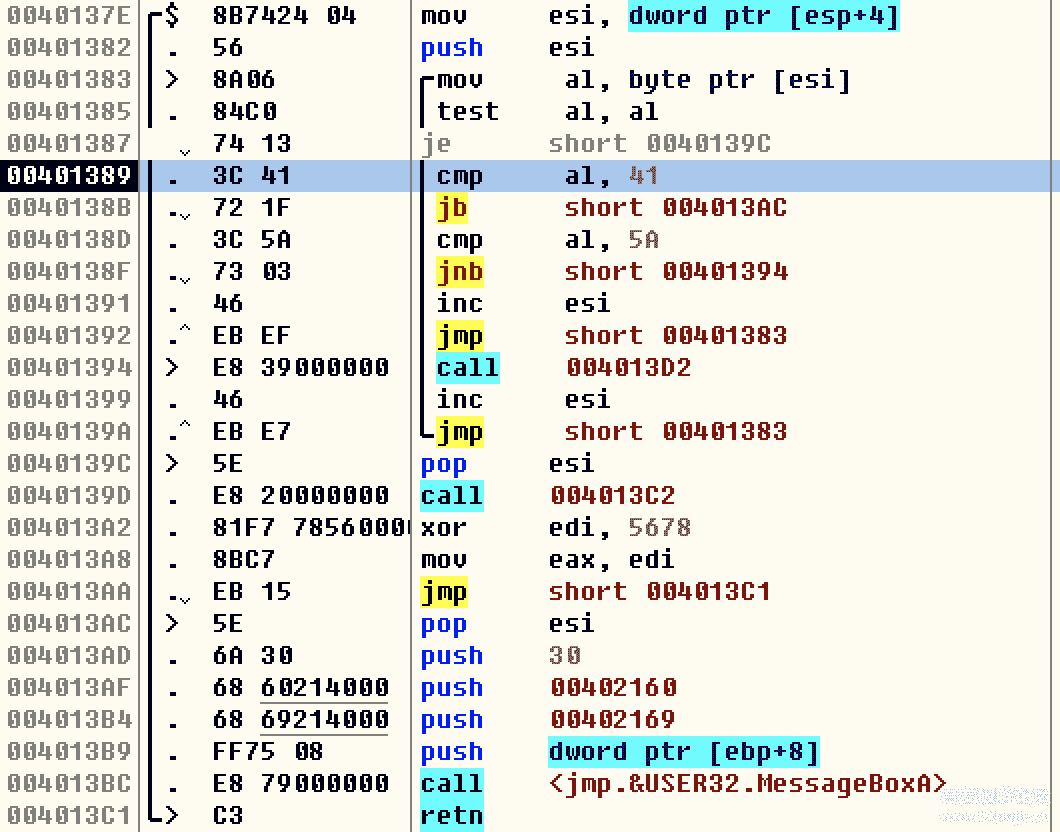 0040137E $ 8B7424 04 mov esi, dword ptr [esp+4]
00401382 . 56 push esi
00401383 > 8A06 mov al, byte ptr [esi]
00401385 . 84C0 test al, al
00401387 74 13 je short 0040139C
00401389 . 3C 41 cmp al, 41
0040138B . 72 1F jb short 004013AC
0040138D . 3C 5A cmp al, 5A
0040138F . 73 03 jnb short 00401394
00401391 . 46 inc esi
00401392 .^ EB EF jmp short 00401383
00401394 > E8 39000000 call 004013D2
00401399 . 46 inc esi
0040139A .^ EB E7 jmp short 00401383
0040139C > 5E pop esi
0040139D . E8 20000000 call 004013C2
004013A2 . 81F7 7856000 xor edi, 5678
004013A8 . 8BC7 mov eax, edi
004013AA . EB 15 jmp short 004013C1
004013AC > 5E pop esi
004013AD . 6A 30 push 30
004013AF . 68 60214000 push 00402160
004013B4 . 68 69214000 push 00402169
004013B9 . FF75 08 push dword ptr [ebp+8]
004013BC . E8 79000000 call <jmp.&USER32.MessageBoxA>
004013C1 > C3 retn